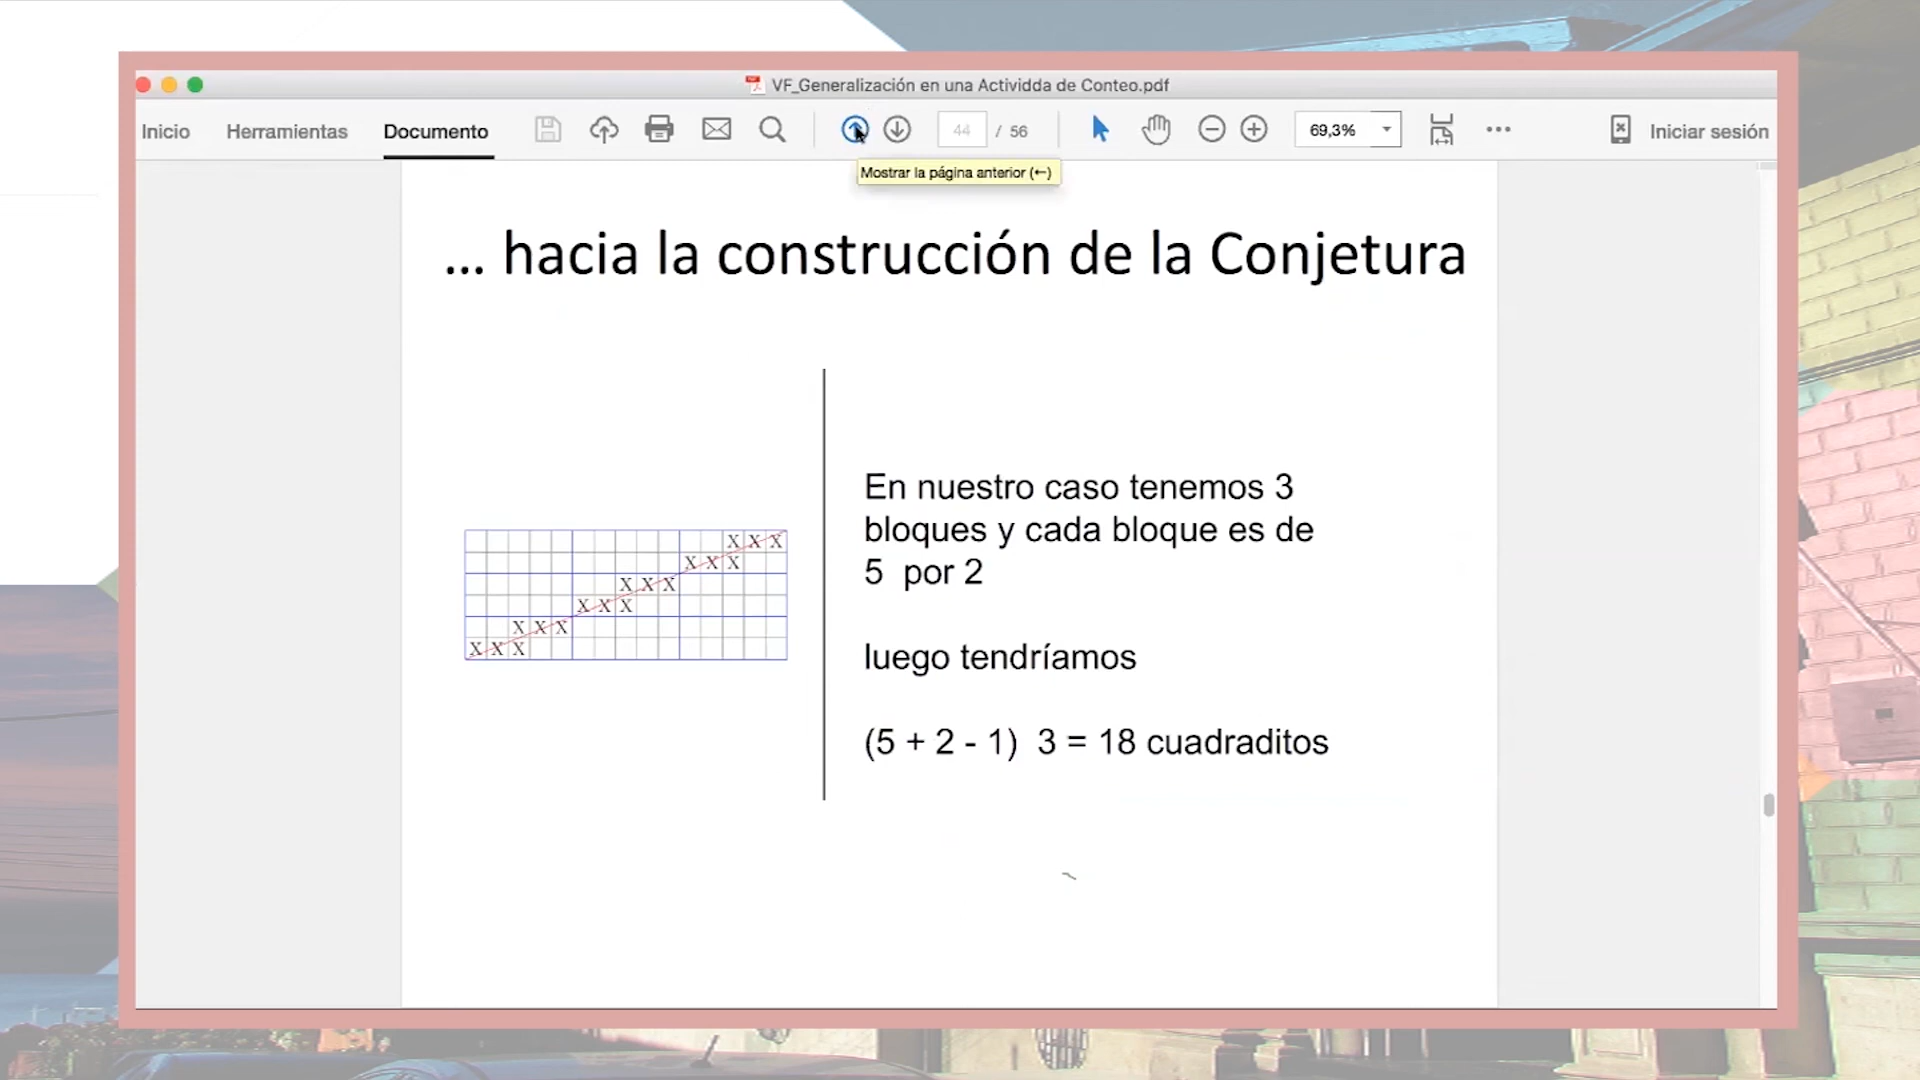 VF_Generalización en una Activdda de Conteo.pdf
Inicio Herramientas Documento 44 / 56 69,3% Iniciar sesión
Mostrar la página anterior (←)
... hacia la construcción de la Conjetura
En nuestro caso tenemos 3
bloques y cada bloque es de
5 por 2
luego tendríamos
(5 + 2 - 1) 3 = 18 cuadraditos
X X X
X X X
X X X
X X X
X X X
X X X